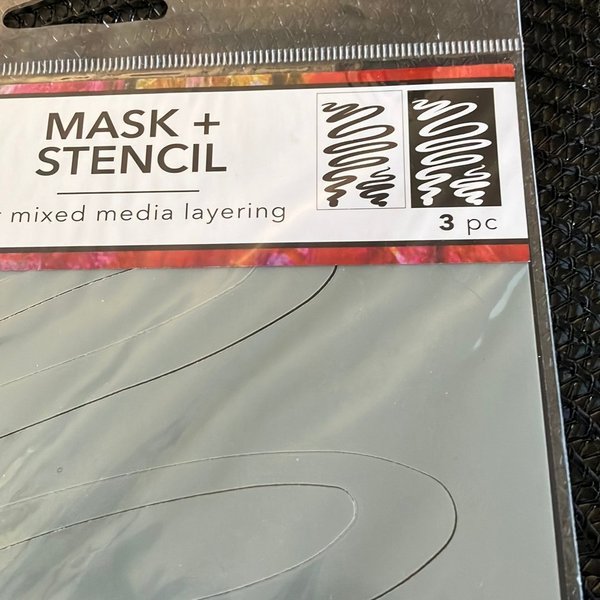 MASK +
STENCIL
mixed media layering
3 pc